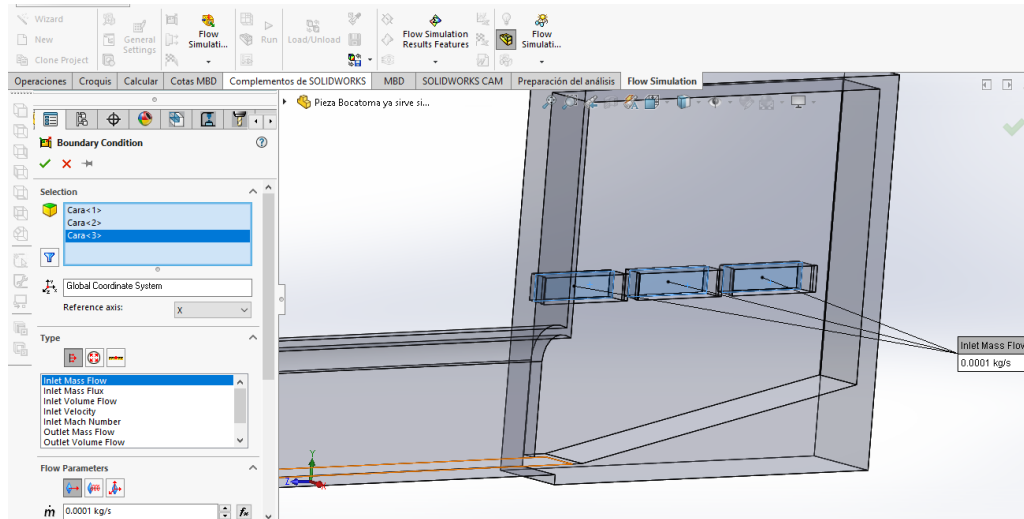 Wizard
New
Clone Project
General Settings
Flow Simulati...
Run
Load/Unload
Flow Simulation Results Features
Flow Simulati...
Operaciones
Croquis
Calcular
Cotas MBD
Complementos de SOLIDWORKS
MBD
SOLIDWORKS CAM
Preparación del análisis
Flow Simulation
Pieza Bocatoma ya sirve si...
Boundary Condition
Selection
Cara<1>
Cara<2>
Cara<3>
Global Coordinate System
Reference axis:
X
Type
Inlet Mass Flow
Inlet Mass Flux
Inlet Volume Flow
Inlet Velocity
Inlet Mach Number
Outlet Mass Flow
Outlet Volume Flow
Flow Parameters
ṁ 0.0001 kg/s
Inlet Mass Flow
0.0001 kg/s
Y
Z